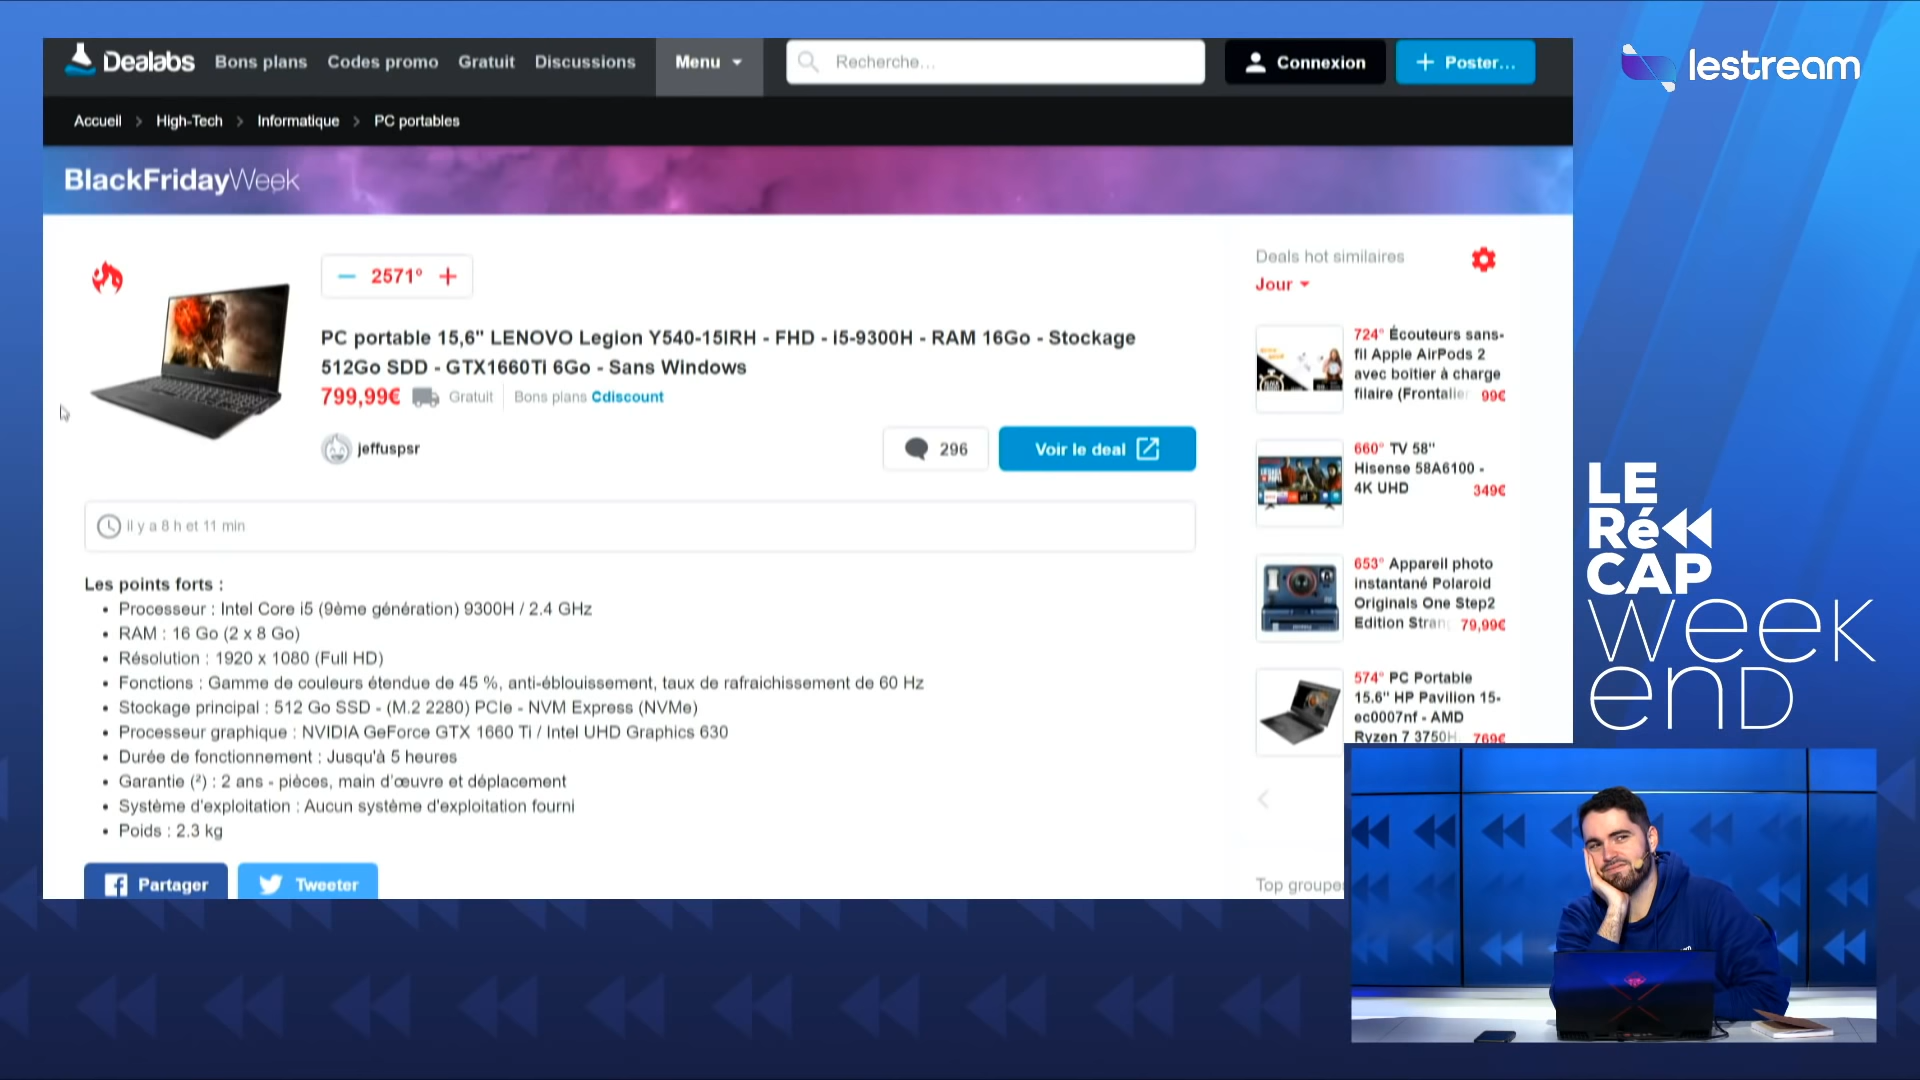 Dealabs
Bons plans
Codes promo
Gratuit
Discussions
Menu
Recherche...
Connexion
Poster...
lestream
Accueil > High-Tech > Informatique > PC portables
BlackFridayWeek
2571°
PC portable 15,6" LENOVO Legion Y540-15IRH - FHD - i5-9300H - RAM 16Go - Stockage
512Go SDD - GTX1660Ti 6Go - Sans Windows
799,99€ Gratuit Bons plans Cdiscount
jeffuspsr
296
Voir le deal
il y a 8 h et 11 min
Les points forts :
• Processeur : Intel Core i5 (9ème génération) 9300H / 2.4 GHz
• RAM : 16 Go (2 x 8 Go)
• Résolution : 1920 x 1080 (Full HD)
• Fonctions : Gamme de couleurs étendue de 45 %, anti-éblouissement, taux de rafraichissement de 60 Hz
• Stockage principal : 512 Go SSD - (M.2 2280) PCIe - NVM Express (NVMe)
• Processeur graphique : NVIDIA GeForce GTX 1660 Ti / Intel UHD Graphics 630
• Durée de fonctionnement : Jusqu'à 5 heures
• Garantie (²) : 2 ans - pièces, main d'œuvre et déplacement
• Système d'exploitation : Aucun système d'exploitation fourni
• Poids : 2.3 kg
Partager
Tweeter
Deals hot similaires
Jour
724° Écouteurs sans-
fil Apple AirPods 2
avec boitier à charge
filaire (Frontalier 99€
660° TV 58"
Hisense 58A6100 -
4K UHD 349€
653° Appareil photo
instantané Polaroid
Originals One Step2
Edition Stran 79,99€
574° PC Portable
15.6" HP Pavilion 15-
ec0007nf - AMD
Ryzen 7 3750H 769€
Top groupe
LE
Ré
CAP
week
end